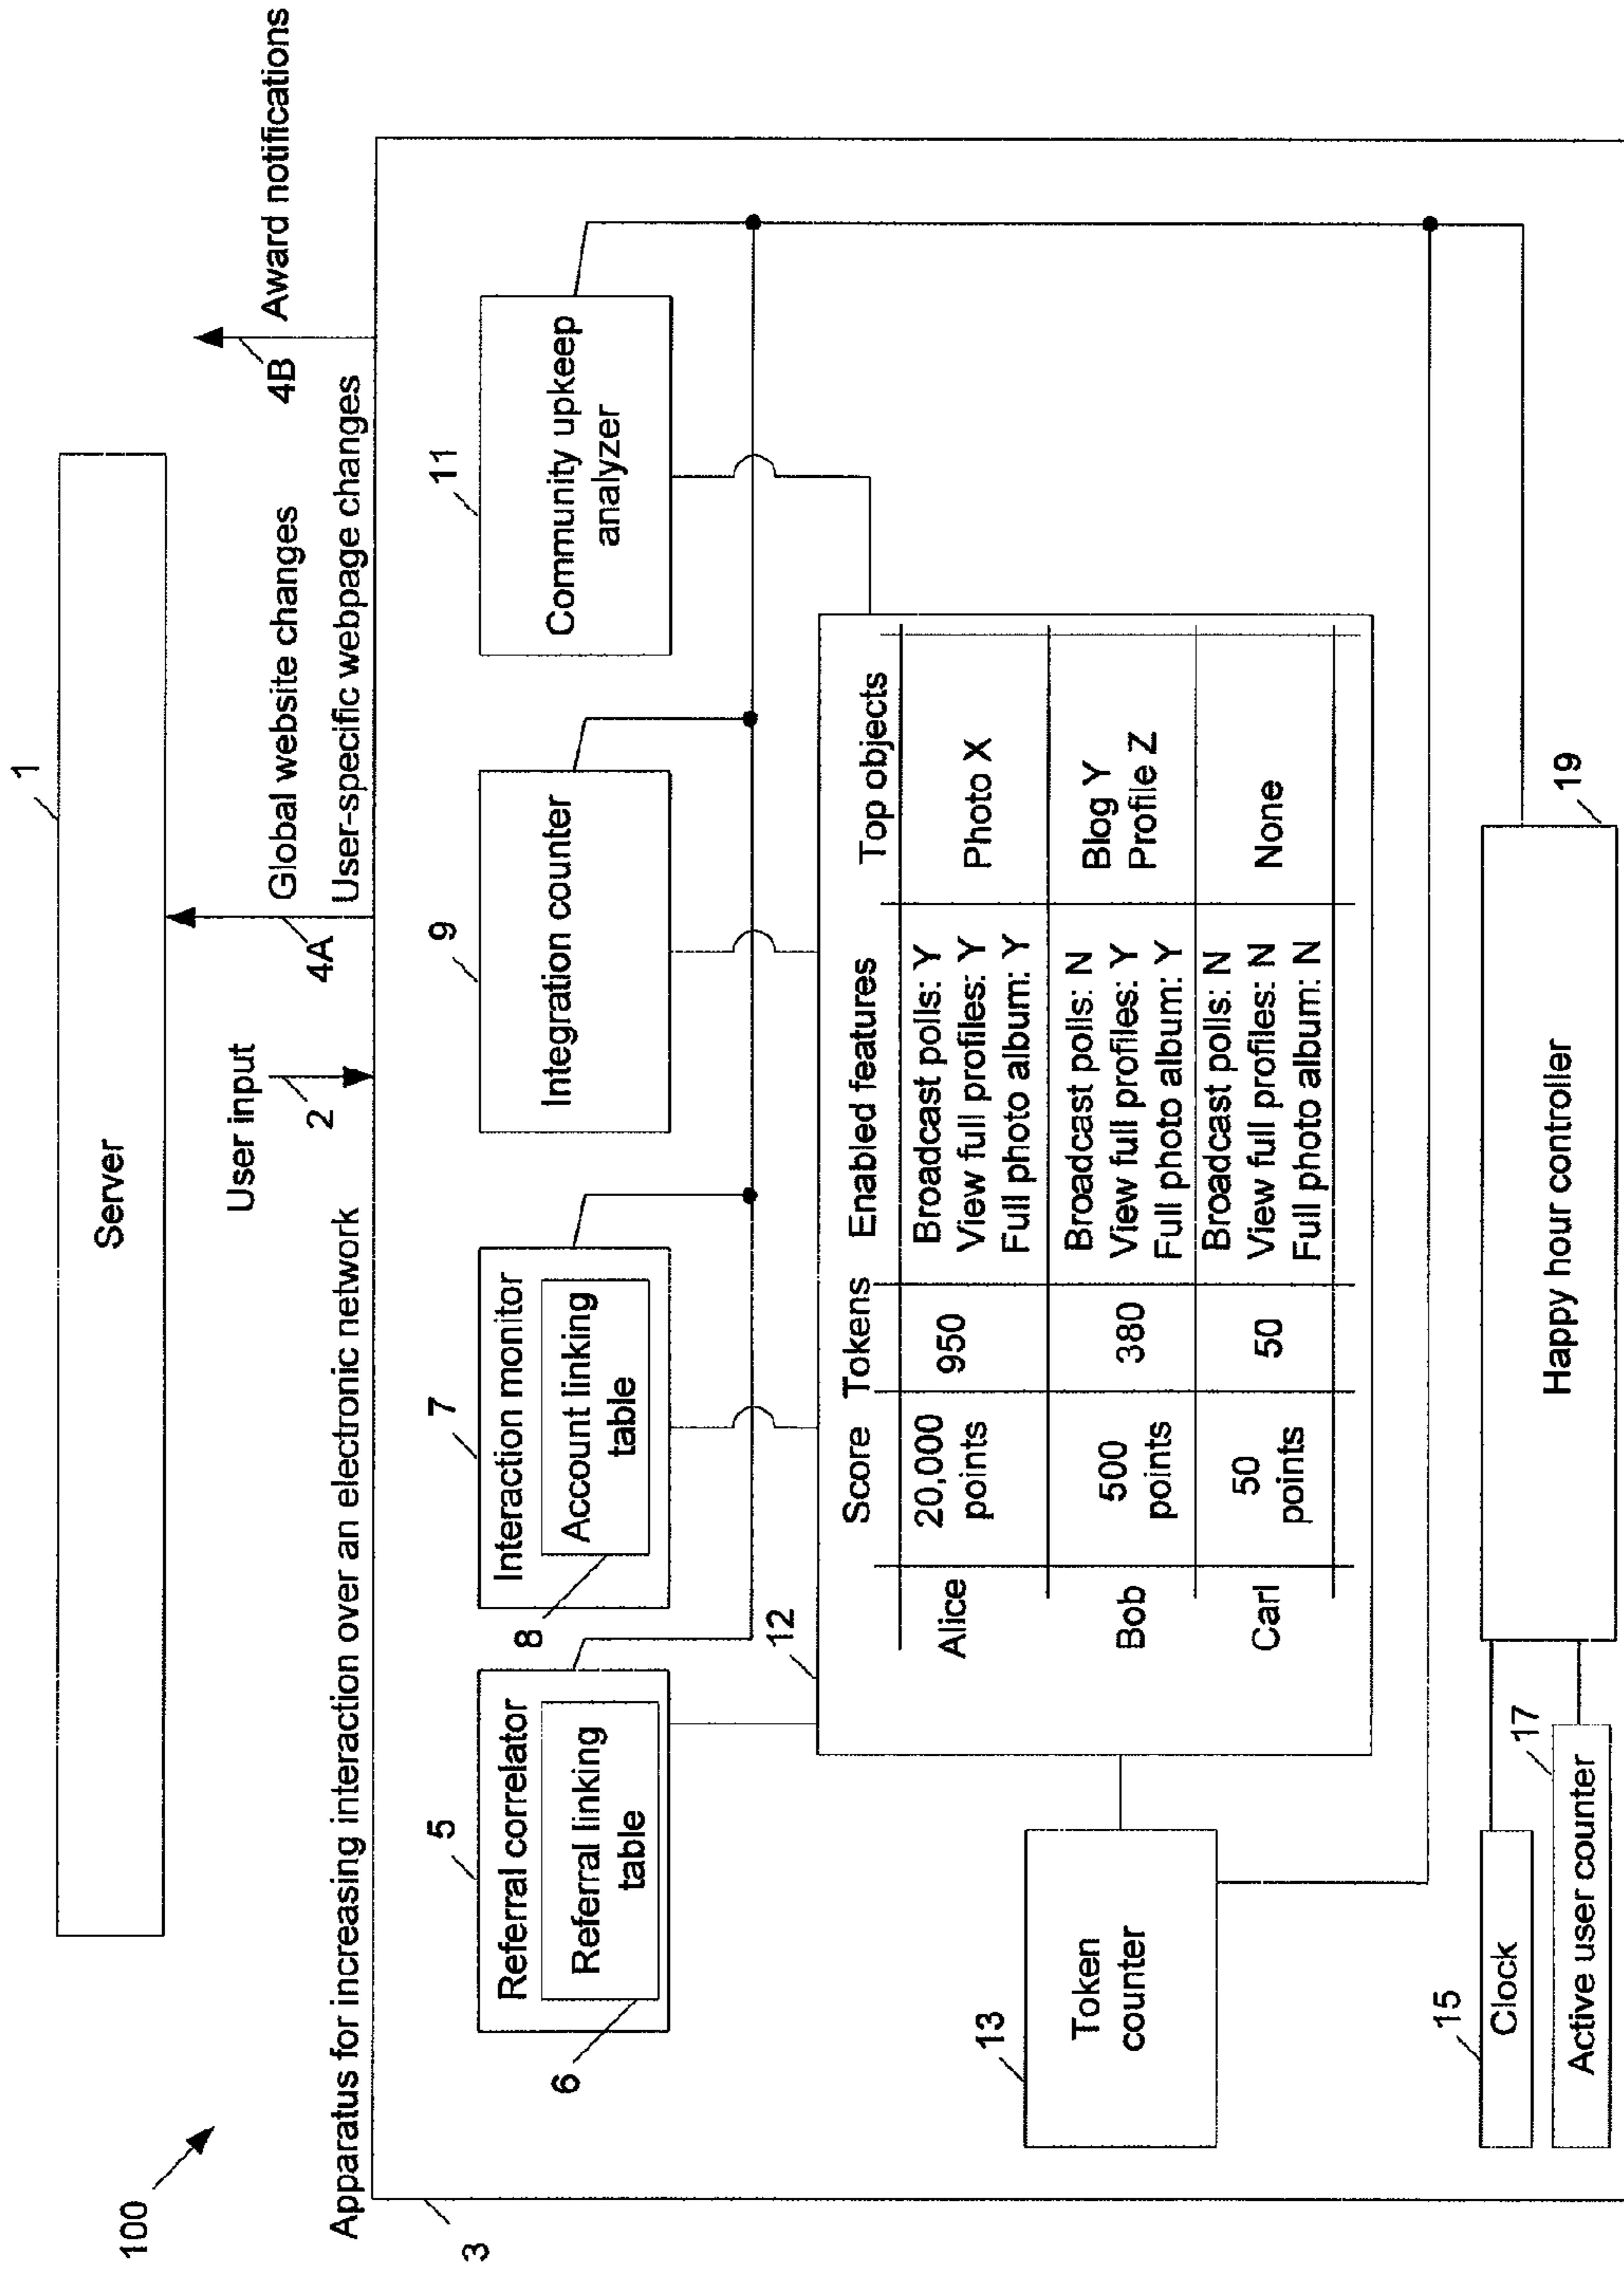 100
1
Server
User input
2
4A
Global website changes
User-specific webpage changes
4B
Award notifications
Apparatus for increasing interaction over an electronic network
3
5
Referral correlator
Referral linking
table
6
7
Interaction monitor
Account linking
table
8
9
Integration counter
11
Community upkeep
analyzer
12
Score Tokens Enabled features Top objects
Alice
20,000
points
950
Broadcast polls: Y
View full profiles: Y
Full photo album: Y
Photo X
Bob
500
points
380
Broadcast polls: N
View full profiles: Y
Full photo album: Y
Blog Y
Profile Z
Carl
50
points
50
Broadcast polls: N
View full profiles: N
Full photo album: N
None
13
Token
counter
15
Clock
17
Active user counter
19
Happy hour controller